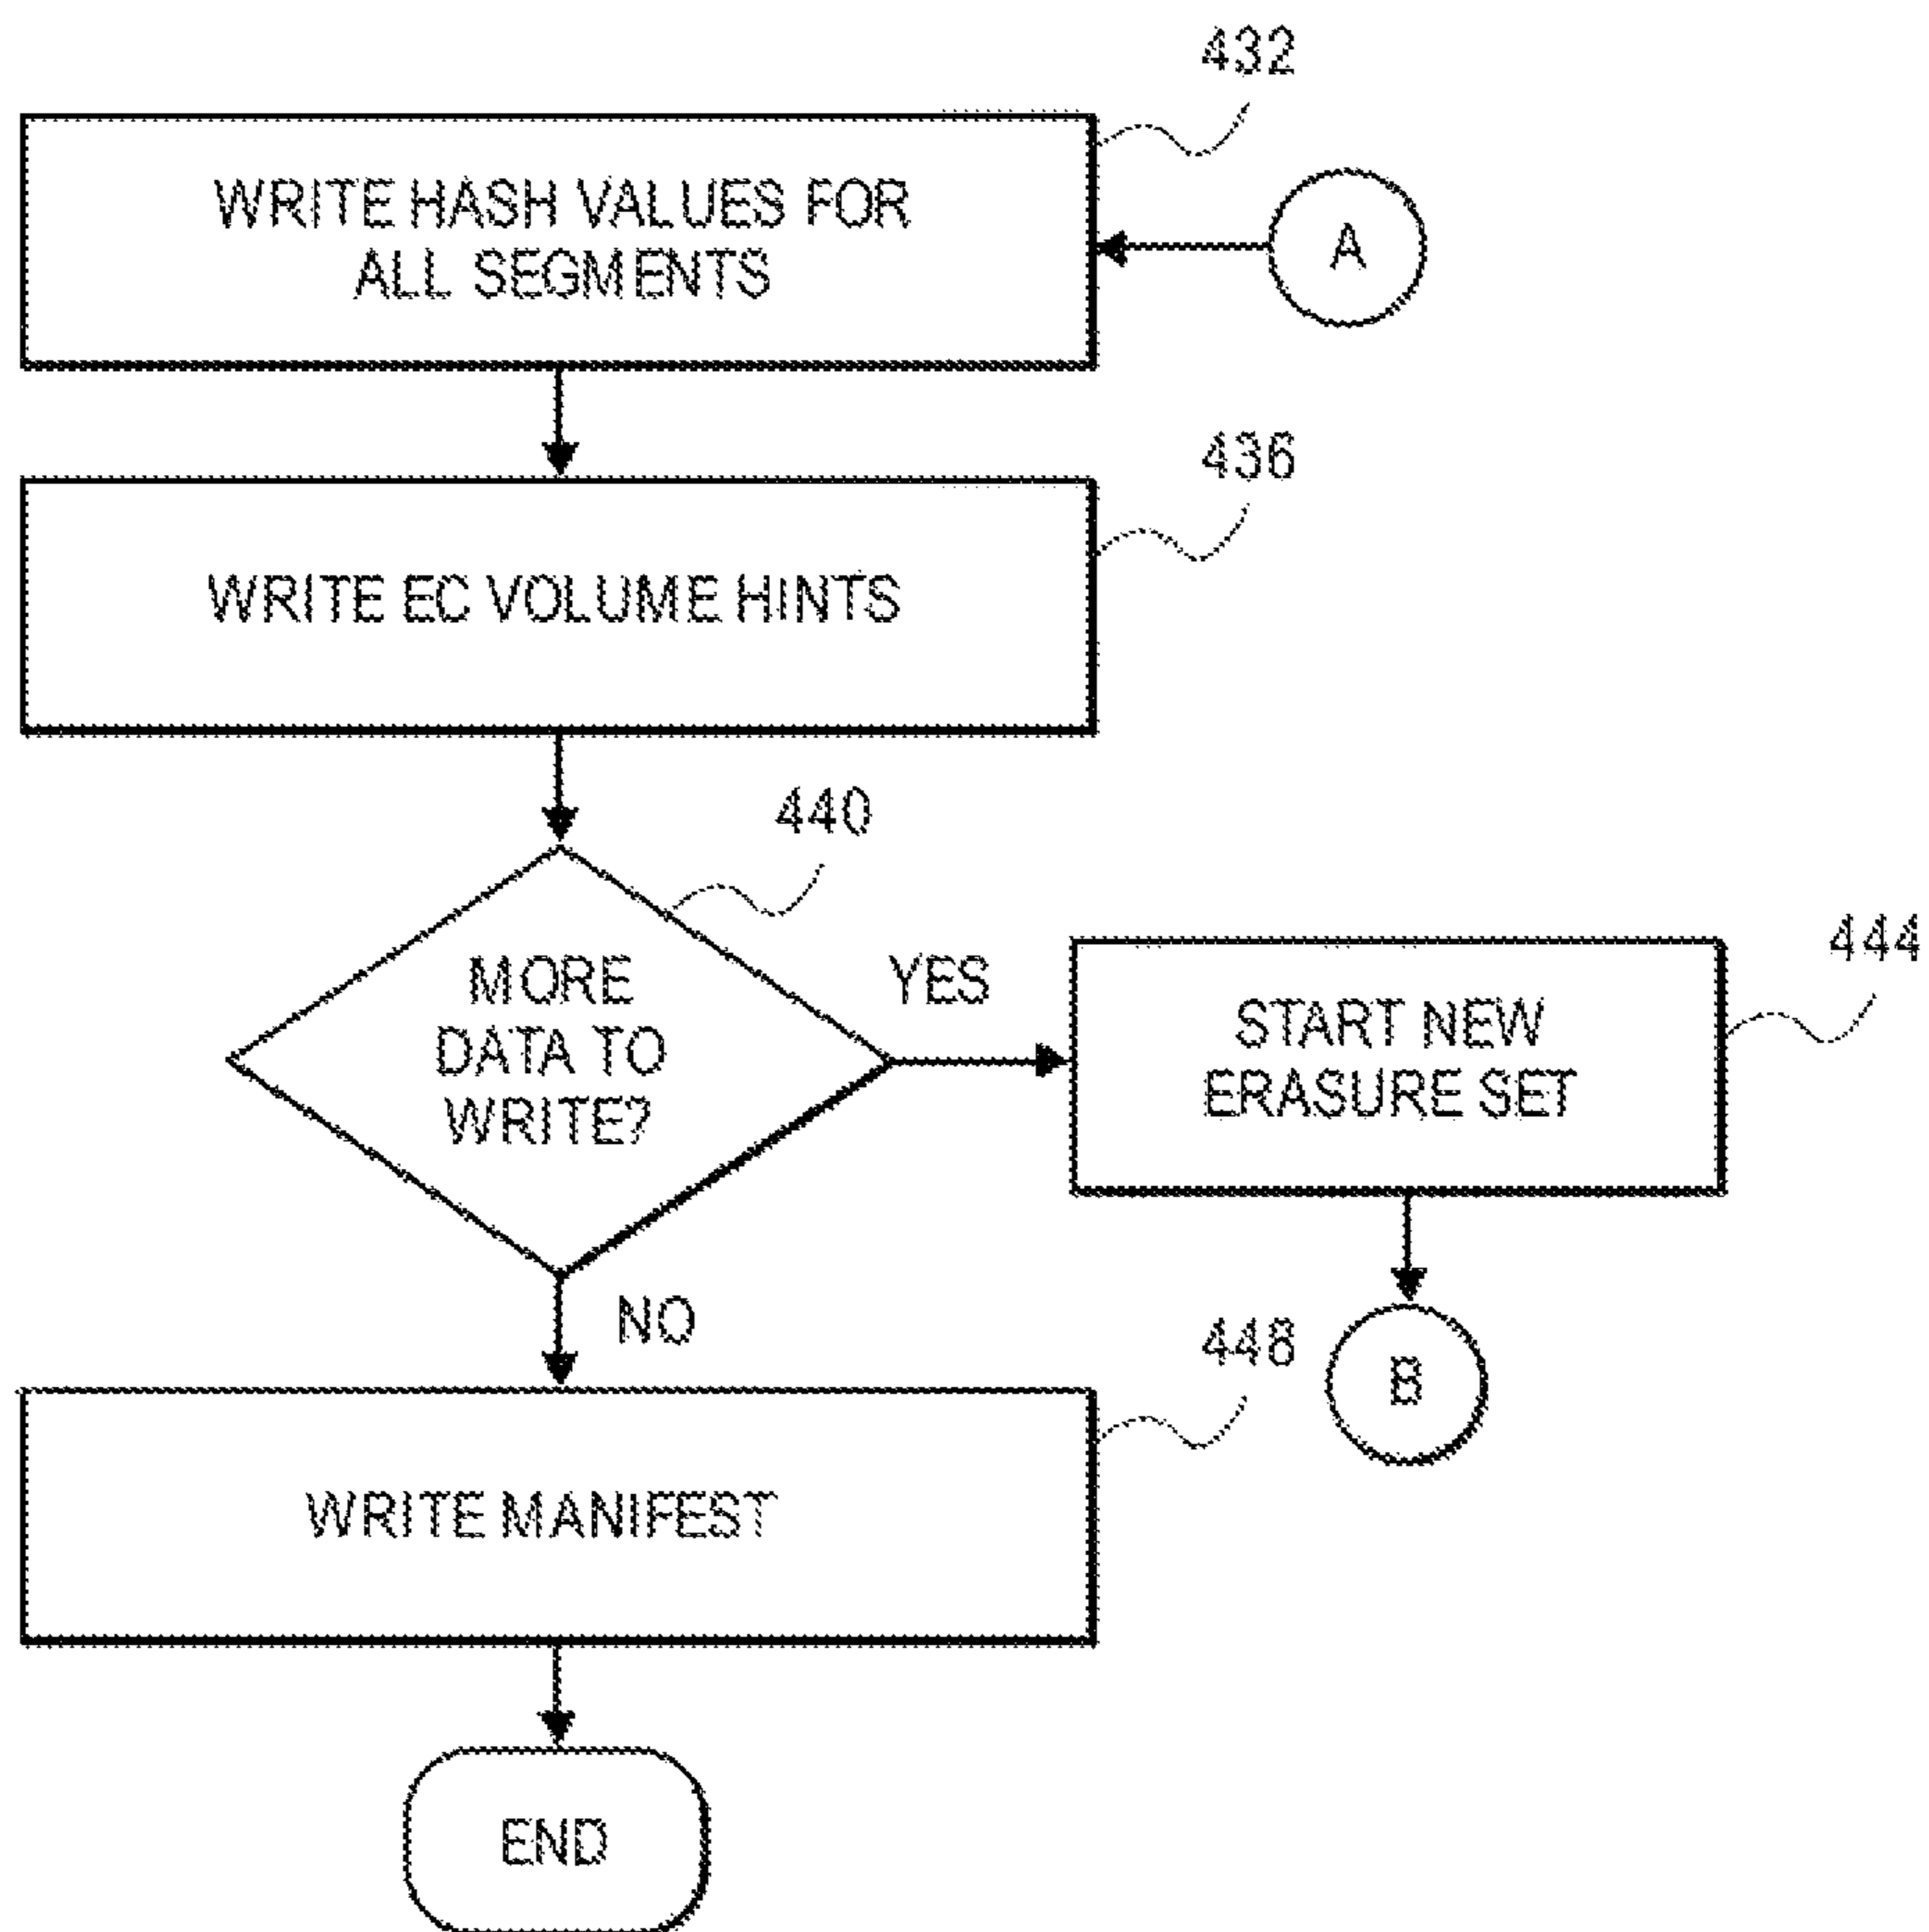 432
WRITE HASH VALUES FOR
ALL SEGMENTS
A
436
WRITE EC VOLUME HINTS
440
MORE
DATA TO
WRITE?
YES
444
START NEW
ERASURE SET
NO
448
B
WRITE MANIFEST
END